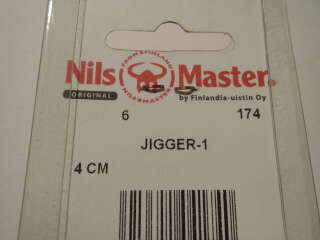 Nils Master®
ORIGINAL
by Finlandia-uistin Oy
6 174
JIGGER-1
4 CM